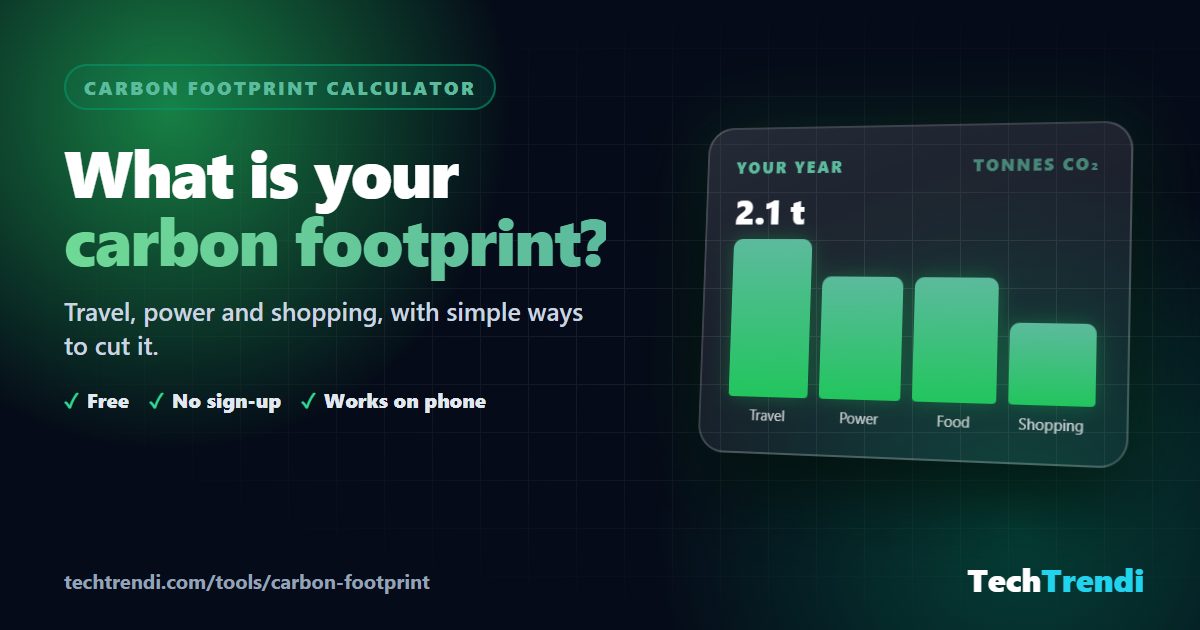 CARBON FOOTPRINT CALCULATOR
What is your
carbon footprint?
Travel, power and shopping, with simple ways
to cut it.
✓ Free ✓ No sign-up ✓ Works on phone
YOUR YEAR
TONNES CO₂
2.1 t
Travel
Power
Food
Shopping
techtrendi.com/tools/carbon-footprint
TechTrendi